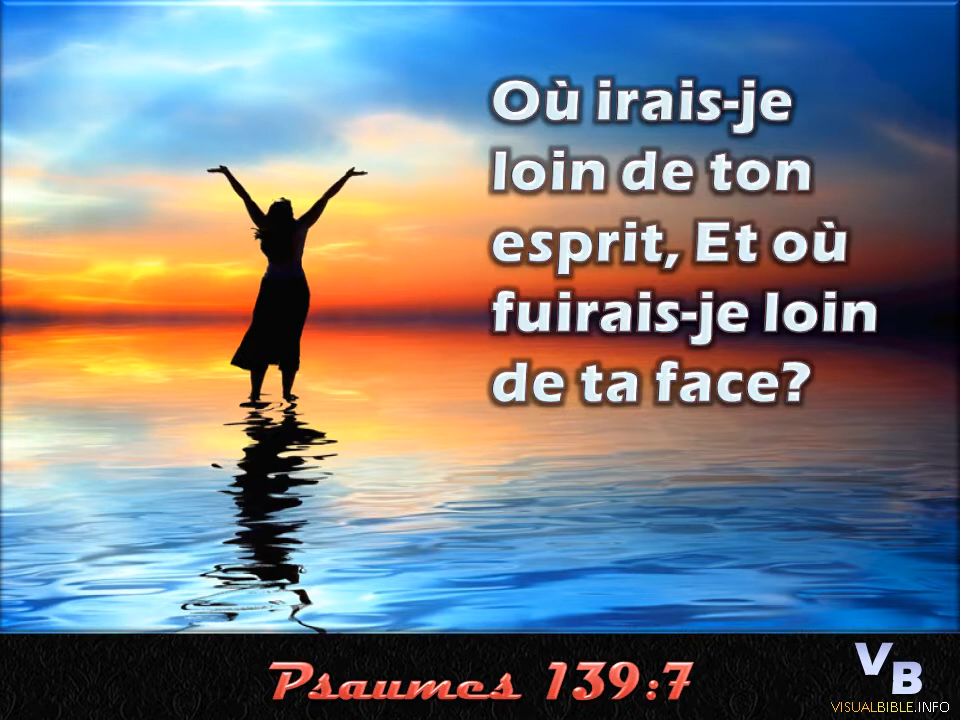 Où irais-je
loin de ton
esprit, Et où
fuirais-je loin
de ta face?
Psaumes 139:7
VB
VISUALBIBLE.INFO